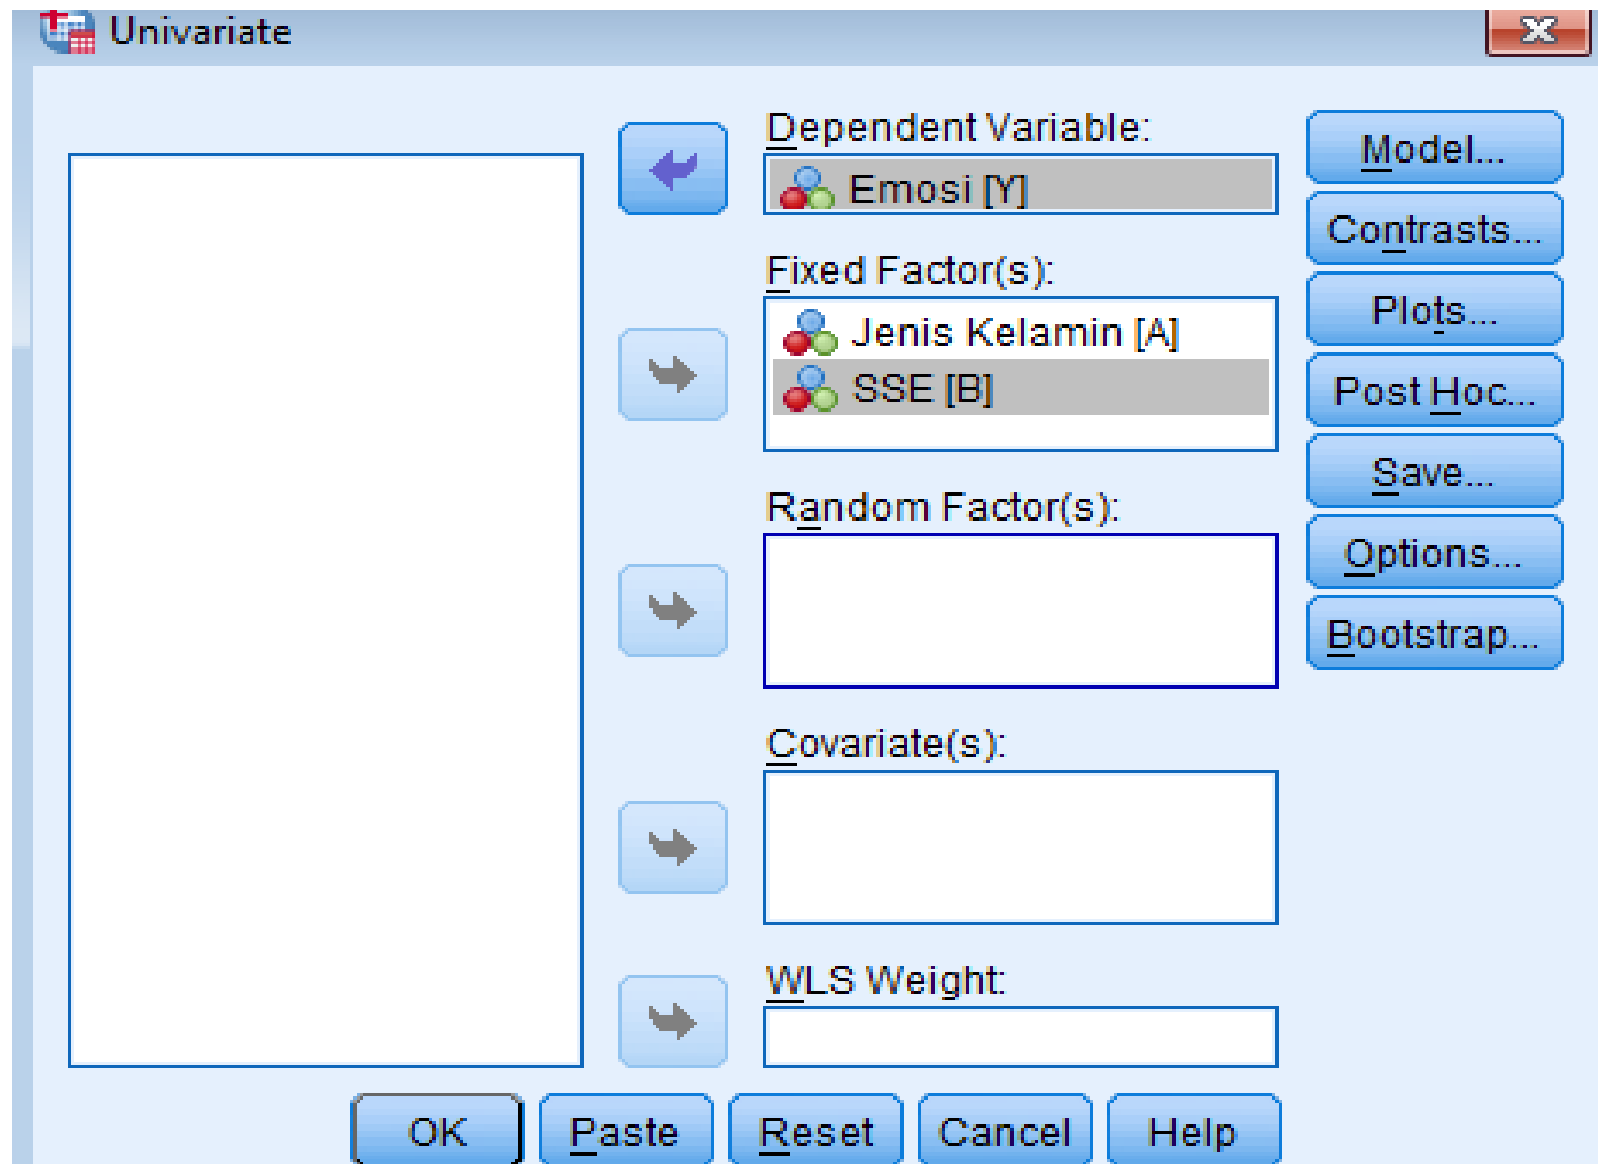 Univariate
Dependent Variable:
Emosi [Y]
Fixed Factor(s):
Jenis Kelamin [A]
SSE [B]
Random Factor(s):
Covariate(s):
WLS Weight:
Model...
Contrasts...
Plots...
Post Hoc...
Save...
Options...
Bootstrap...
OK Paste Reset Cancel Help